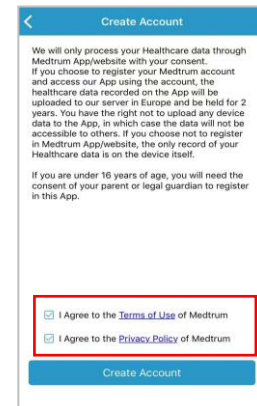 Create Account
We will only process your Healthcare data through
Medtrum App/website with your consent.
If you choose to register your Medtrum account
and access our App using the account, the
healthcare data recorded on the App will be
uploaded to our server in Europe and be held for 2
years. You have the right not to upload any device
data to the App, in which case the data will not be
accessible to others. If you choose not to register
in Medtrum App/website, the only record of your
Healthcare data is on the device itself.
If you are under 16 years of age, you will need the
consent of your parent or legal guardian to register
in this App.
I Agree to the Terms of Use of Medtrum
I Agree to the Privacy Policy of Medtrum
Create Account